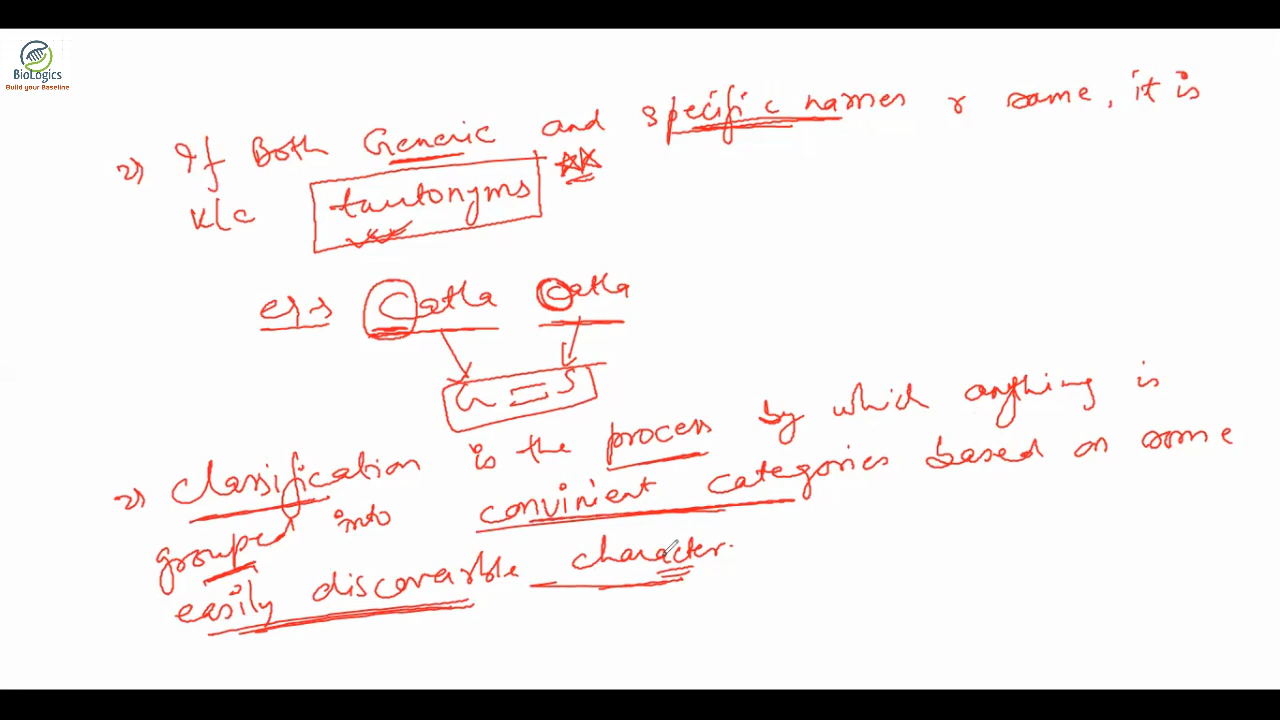 BioLogics
Build your Baseline
2) If Both Generic and specific names r same, it is
K/a tautonyms
eg:- Catla catla
G = S
2) Classification is the process by which anything is
grouped into convinient categories based on some
easily discoverble character.